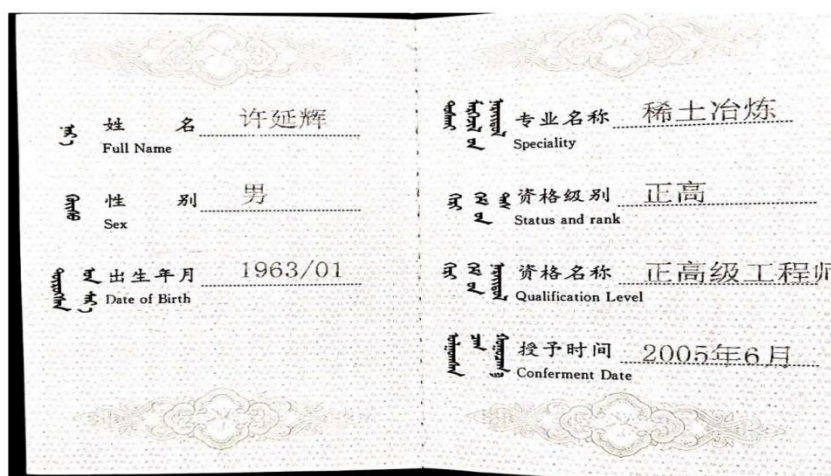 姓 名 许延辉
Full Name
性 别 男
Sex
出生年月 1963/01
Date of Birth
专业名称 稀土冶炼
Speciality
资格级别 正高
Status and rank
资格名称 正高级工程师
Qualification Level
授予时间 2005年6月
Conferment Date